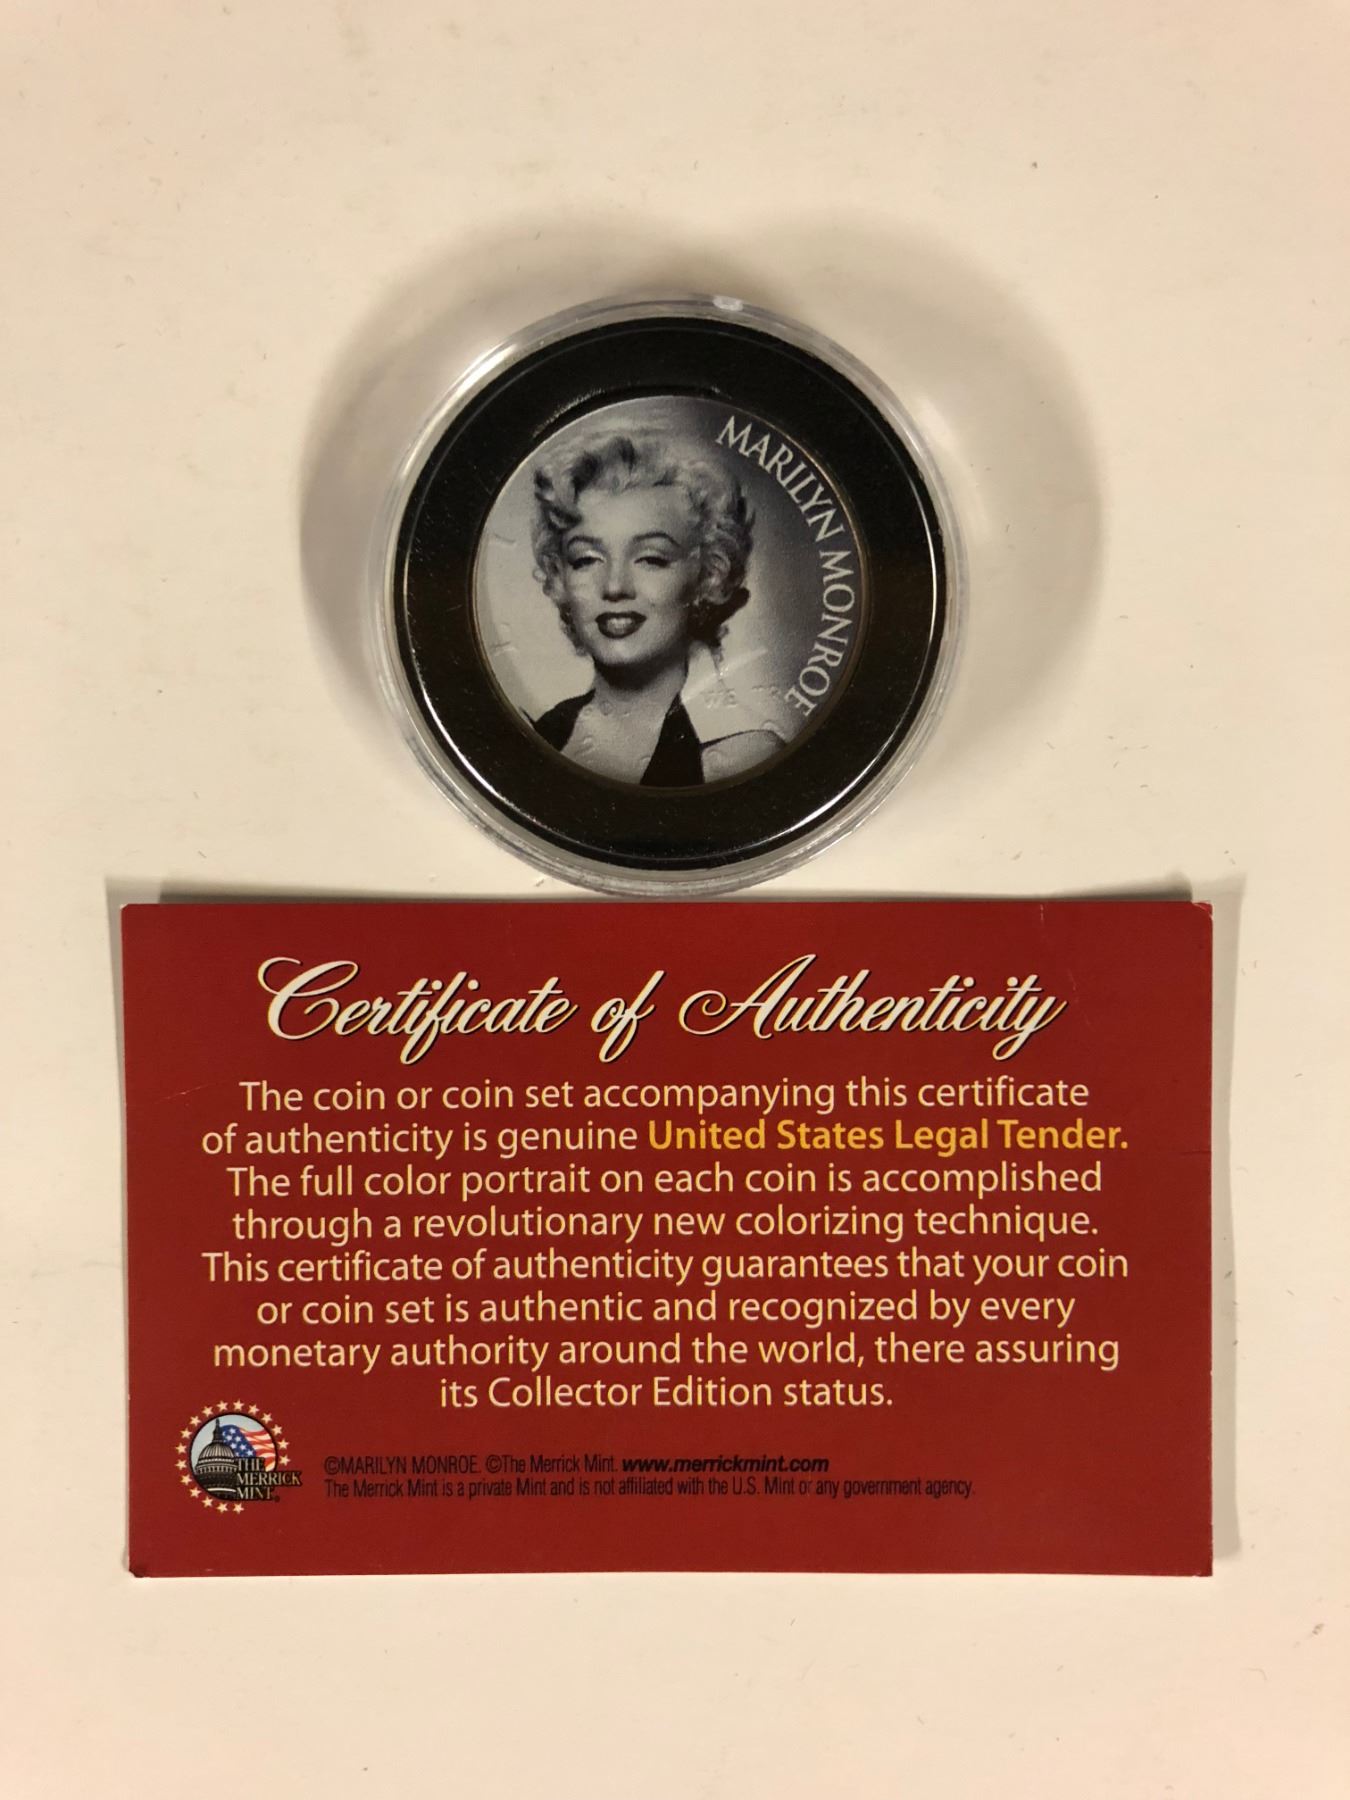 MARILYN MONROE
WE TR
Certificate of Authenticity
The coin or coin set accompanying this certificate
of authenticity is genuine United States Legal Tender.
The full color portrait on each coin is accomplished
through a revolutionary new colorizing technique.
This certificate of authenticity guarantees that your coin
or coin set is authentic and recognized by every
monetary authority around the world, there assuring
its Collector Edition status.
THE
MERRICK
MINT®
©MARILYN MONROE. ©The Merrick Mint. www.merrickmint.com
The Merrick Mint is a private Mint and is not affiliated with the U.S. Mint or any government agency.